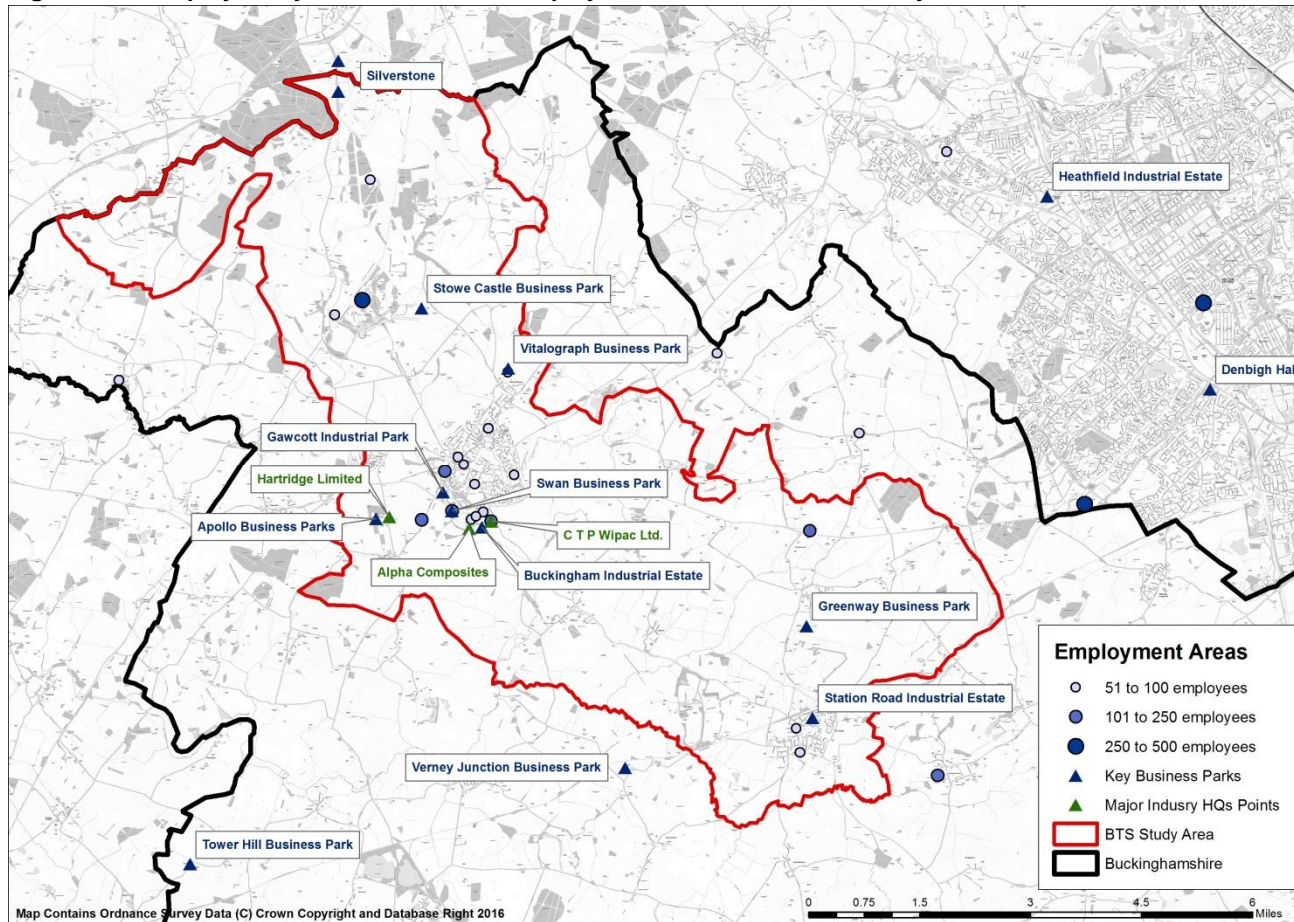 Silverstone
Heathfield Industrial Estate
Stowe Castle Business Park
Vitalograph Business Park
Denbigh Hal
Gawcott Industrial Park
Hartridge Limited
Swan Business Park
Apollo Business Parks
C T P Wipac Ltd.
Alpha Composites
Buckingham Industrial Estate
Greenway Business Park
Station Road Industrial Estate
Verney Junction Business Park
Tower Hill Business Park
Employment Areas
51 to 100 employees
101 to 250 employees
250 to 500 employees
Key Business Parks
Major Indusry HQs Points
BTS Study Area
Buckinghamshire
0 0.75 1.5 3 4.5 6
Miles
Map Contains Ordnance Survey Data (C) Crown Copyright and Database Right 2016